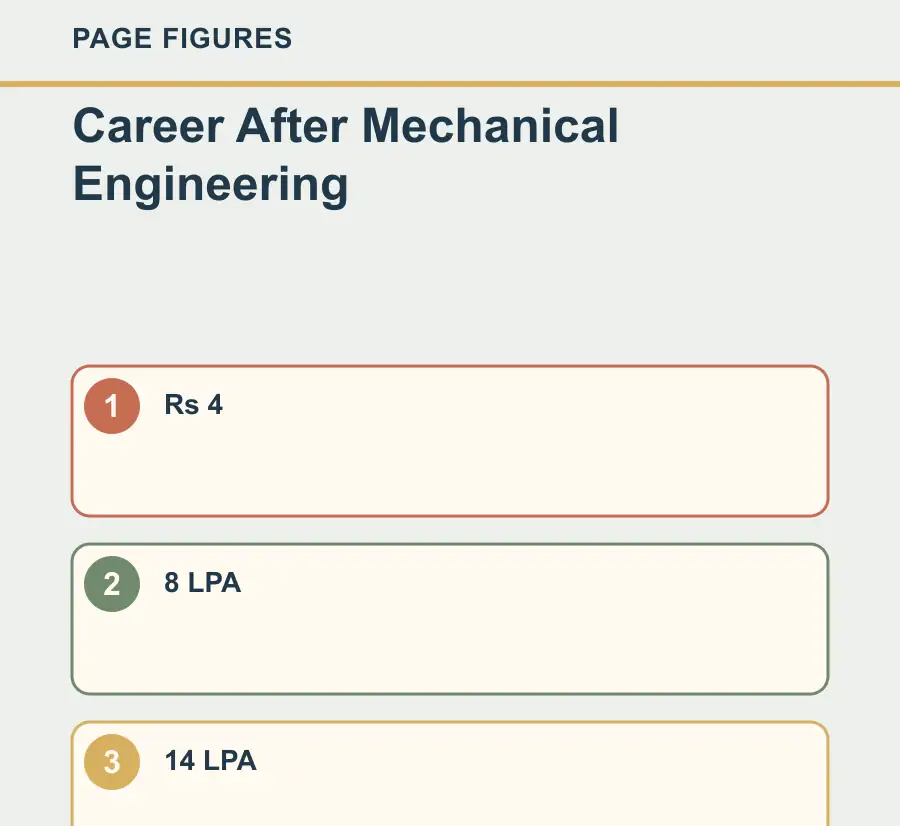 PAGE FIGURES
Career After Mechanical
Engineering
1 Rs 4
2 8 LPA
3 14 LPA